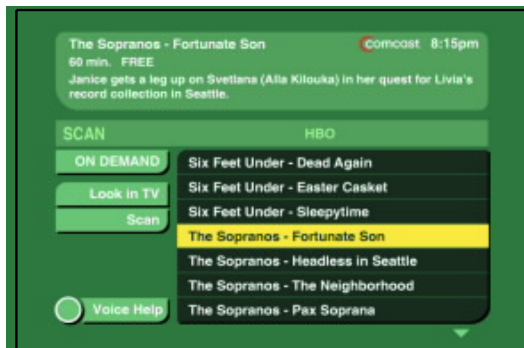 The Sopranos - Fortunate Son comcast 8:15pm
60 min. FREE
Janice gets a leg up on Svetlana (Alla Kilouka) in her quest for Livia's
record collection in Seattle.
SCAN HBO
ON DEMAND
Look in TV
Scan
Voice Help
Six Feet Under - Dead Again
Six Feet Under - Easter Casket
Six Feet Under - Sleepytime
The Sopranos - Fortunate Son
The Sopranos - Headless in Seattle
The Sopranos - The Neighborhood
The Sopranos - Pax Soprana